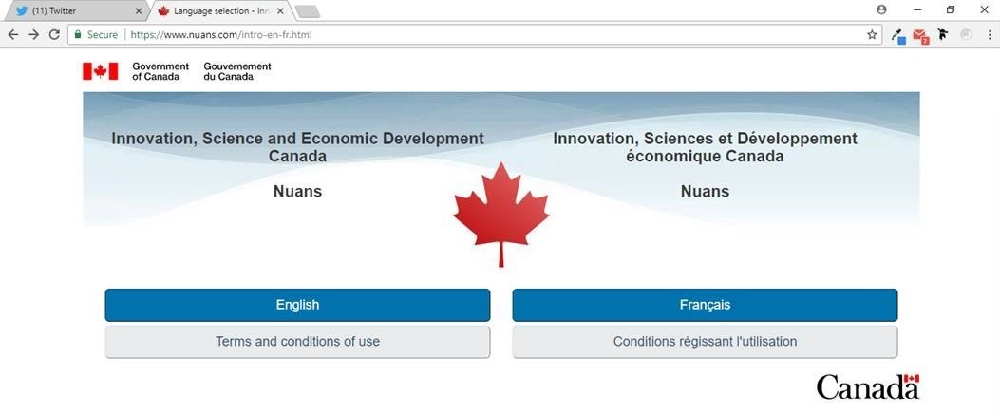 (11) Twitter
Language selection - Inn
Secure
https://www.nuans.com/intro-en-fr.html
7
Government of Canada
Gouvernement du Canada
Innovation, Science and Economic Development
Canada
Nuans
Innovation, Sciences et Développement
économique Canada
Nuans
English
Terms and conditions of use
Français
Conditions régissant l'utilisation
Canada